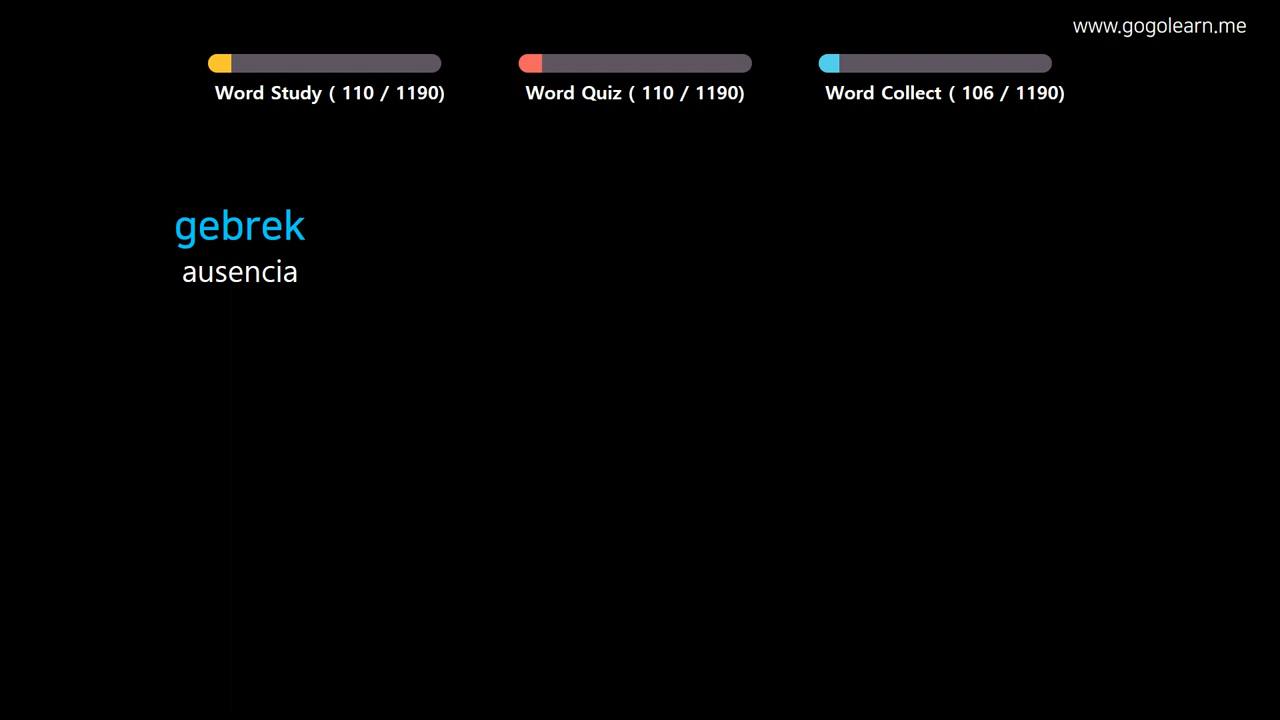 www.gogolearn.me
Word Study ( 110 / 1190)
Word Quiz ( 110 / 1190)
Word Collect ( 106 / 1190)
gebrek
ausencia